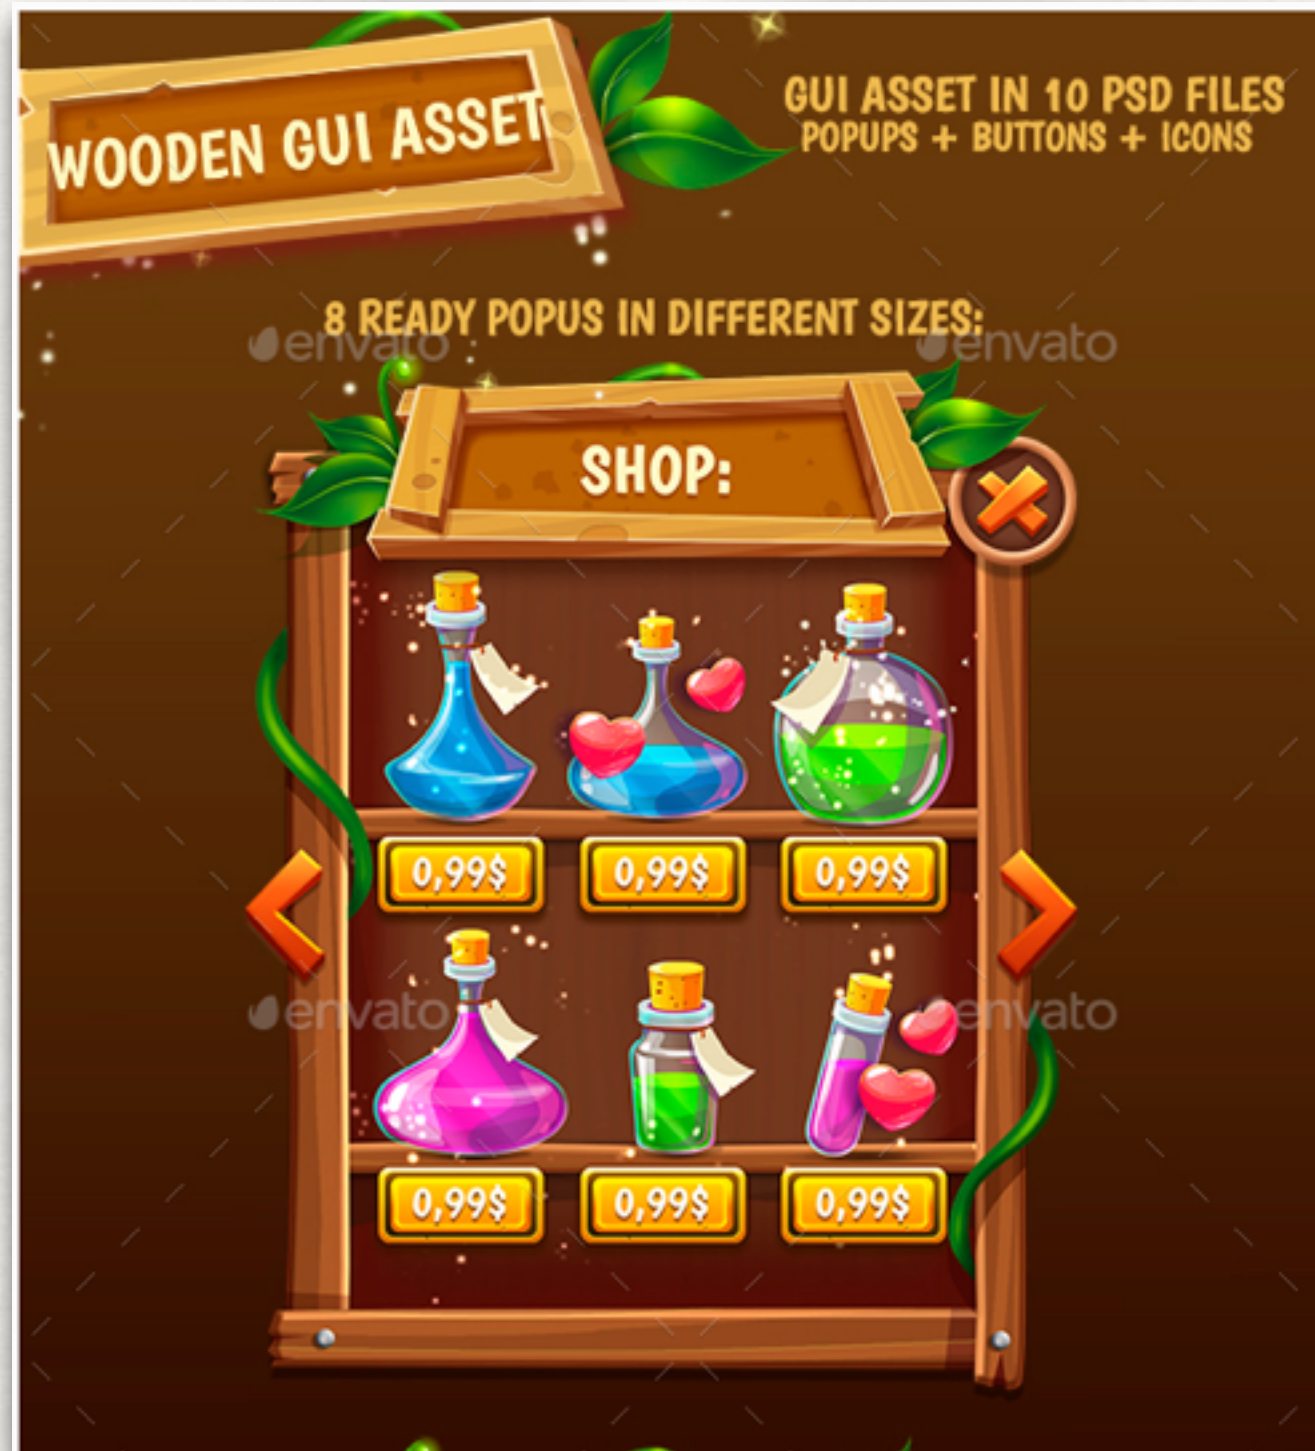 WOODEN GUI ASSET
GUI ASSET IN 10 PSD FILES
POPUPS + BUTTONS + ICONS
8 READY POPUS IN DIFFERENT SIZES:
envato
envato
SHOP:
0,99$
0,99$
0,99$
envato
envato
0,99$
0,99$
0,99$